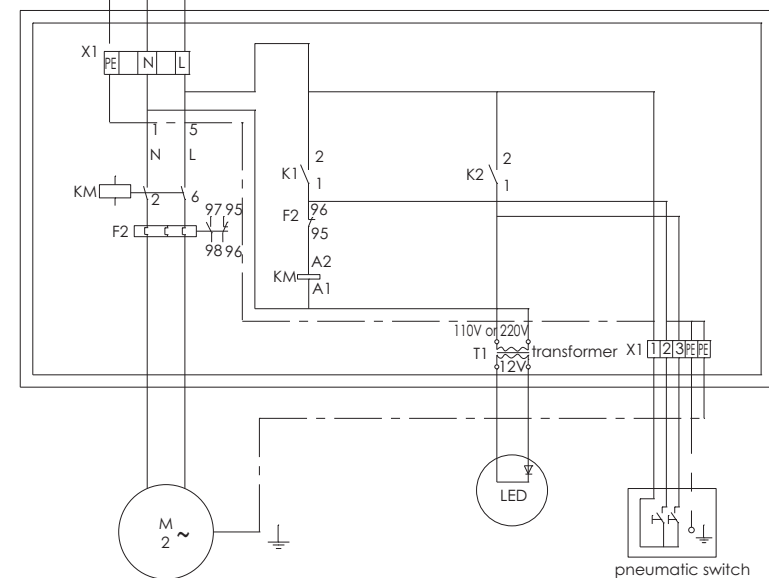 X1 PE N L
1 5
N L
K1 2
1
K2 2
1
KM 2 6
F2 97 95
98 96
F2 96
95
KM A2
A1
110V or 220V
T1 transformer
12V
X1 1 2 3 PE PE
LED
M
2 ~
pneumatic switch